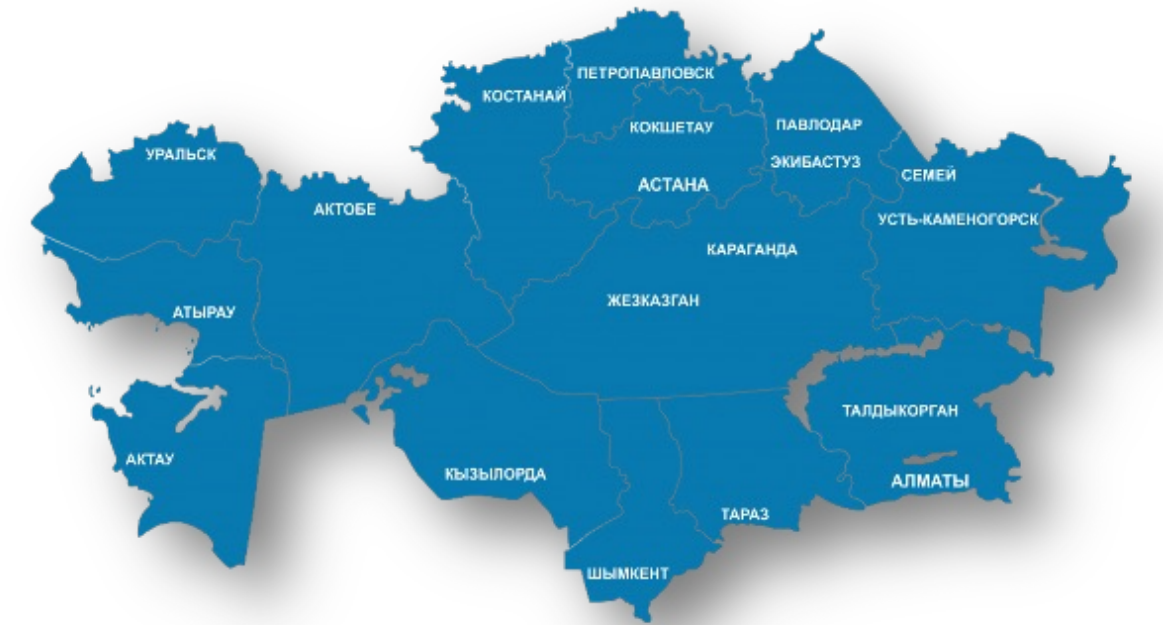 ПЕТРОПАВЛОВСК
КОСТАНАЙ
КОКШЕТАУ
ПАВЛОДАР
УРАЛЬСК
ЭКИБАСТУЗ
СЕМЕЙ
АСТАНА
АКТОБЕ
УСТЬ-КАМЕНОГОРСК
КАРАГАНДА
ЖЕЗКАЗГАН
АТЫРАУ
ТАЛДЫКОРГАН
АКТАУ
КЫЗЫЛОРДА
АЛМАТЫ
ТАРАЗ
ШЫМКЕНТ